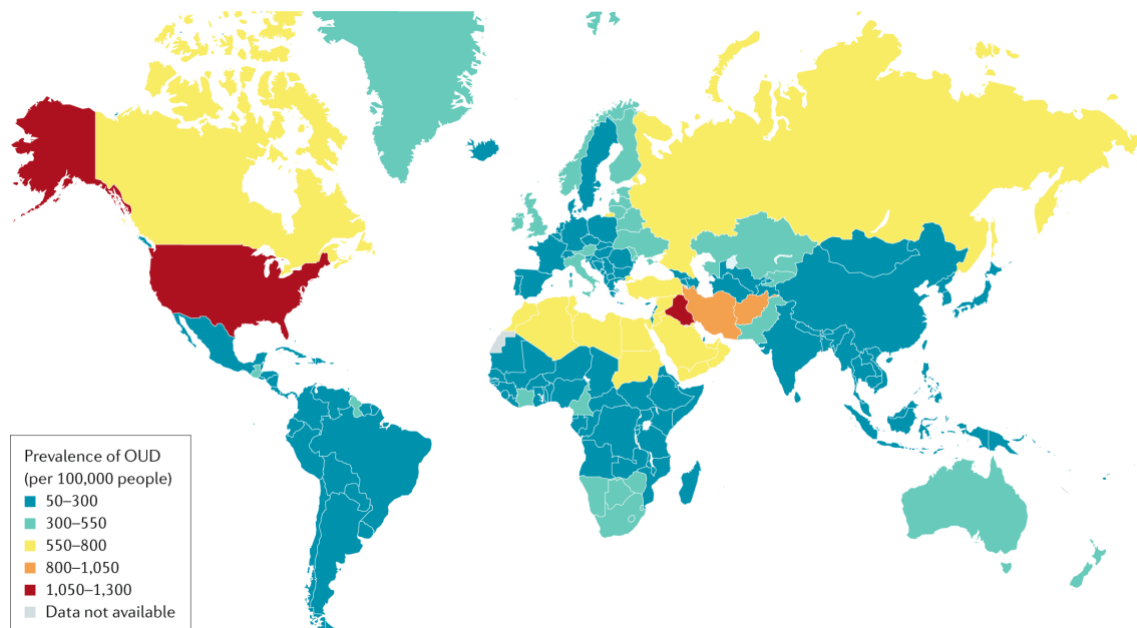 Prevalence of OUD
(per 100,000 people)
50–300
300–550
550–800
800–1,050
1,050–1,300
Data not available